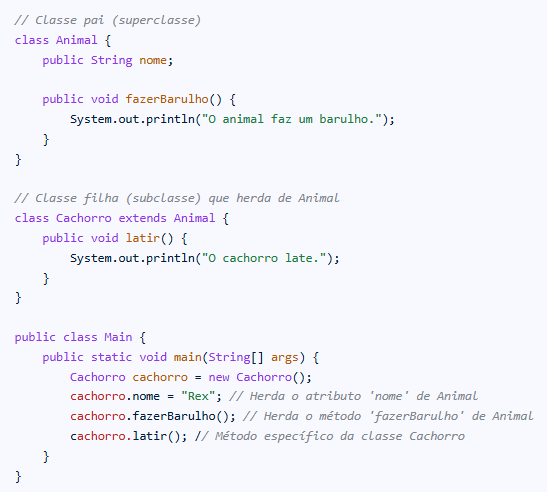 // Classe pai (superclasse)
class Animal {
    public String nome;

    public void fazerBarulho() {
        System.out.println("O animal faz um barulho.");
    }
}

// Classe filha (subclasse) que herda de Animal
class Cachorro extends Animal {
    public void latir() {
        System.out.println("O cachorro late.");
    }
}

public class Main {
    public static void main(String[] args) {
        Cachorro cachorro = new Cachorro();
        cachorro.nome = "Rex"; // Herda o atributo 'nome' de Animal
        cachorro.fazerBarulho(); // Herda o método 'fazerBarulho' de Animal
        cachorro.latir(); // Método específico da classe Cachorro
    }
}